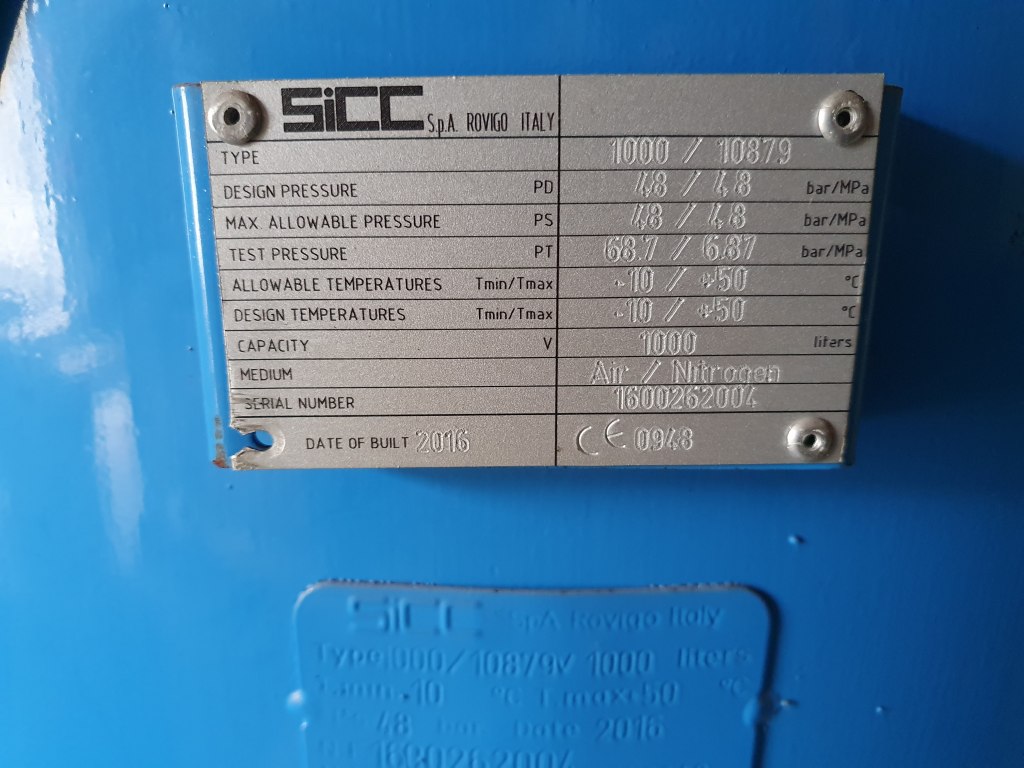 SiCC S.p.A. ROVIGO ITALY
TYPE 1000 / 10879
DESIGN PRESSURE PD 48 / 4,8 bar/MPa
MAX. ALLOWABLE PRESSURE PS 48 / 4,8 bar/MPa
TEST PRESSURE PT 68.7 / 6.87 bar/MPa
ALLOWABLE TEMPERATURES Tmin/Tmax -10 / +50 °C
DESIGN TEMPERATURES Tmin/Tmax -10 / +50 °C
CAPACITY V 1000 liters
MEDIUM Air / Nitrogen
SERIAL NUMBER 1600262004
DATE OF BUILT 2016 CE 0948
SiCC SpA Rovigo Italy
Type 1000/10879 V 1000 liters
10 °C Tmax+50 °C
48 bar Date 2016
1600262004